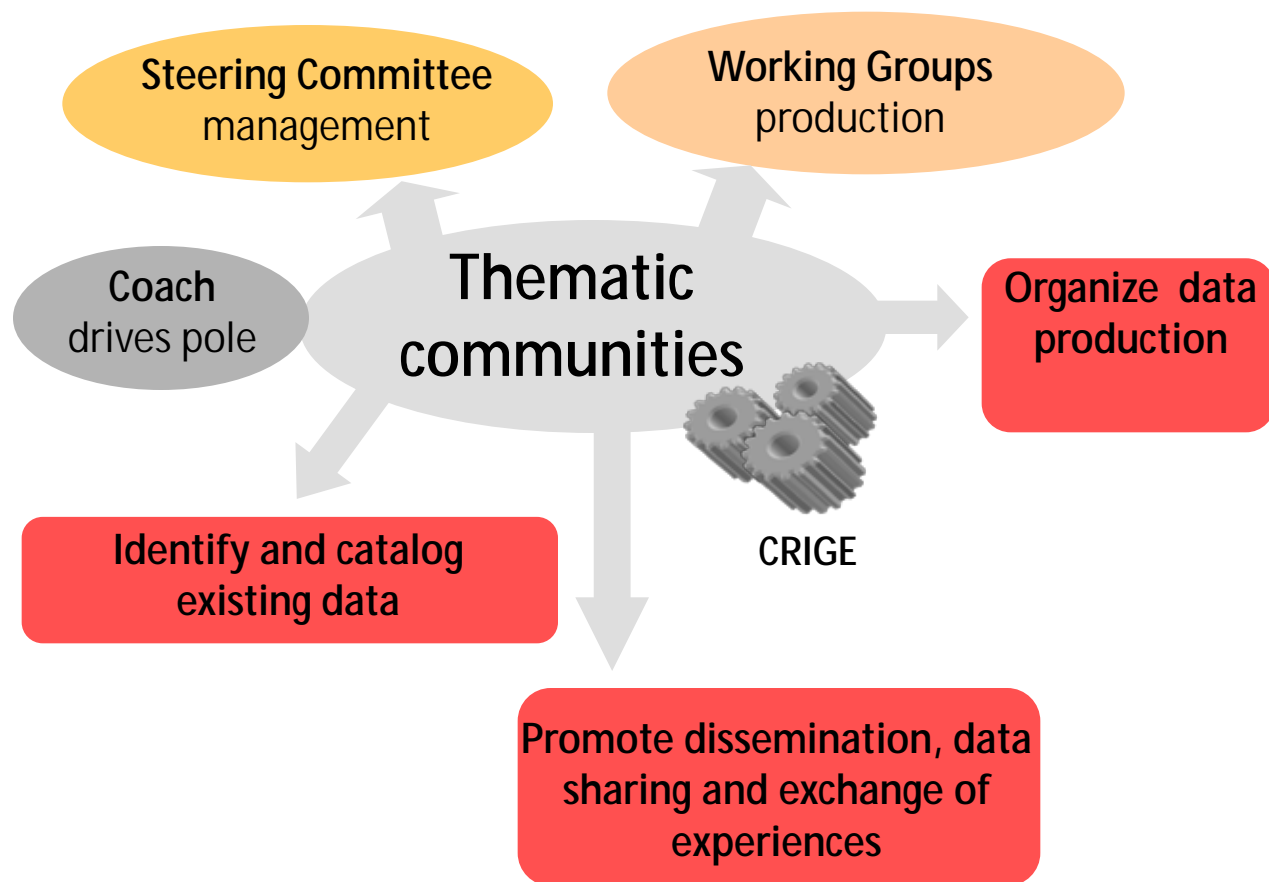 Steering Committee
management
Working Groups
production
Coach
drives pole
Thematic
communities
Organize data
production
CRIGE
Identify and catalog
existing data
Promote dissemination, data
sharing and exchange of
experiences